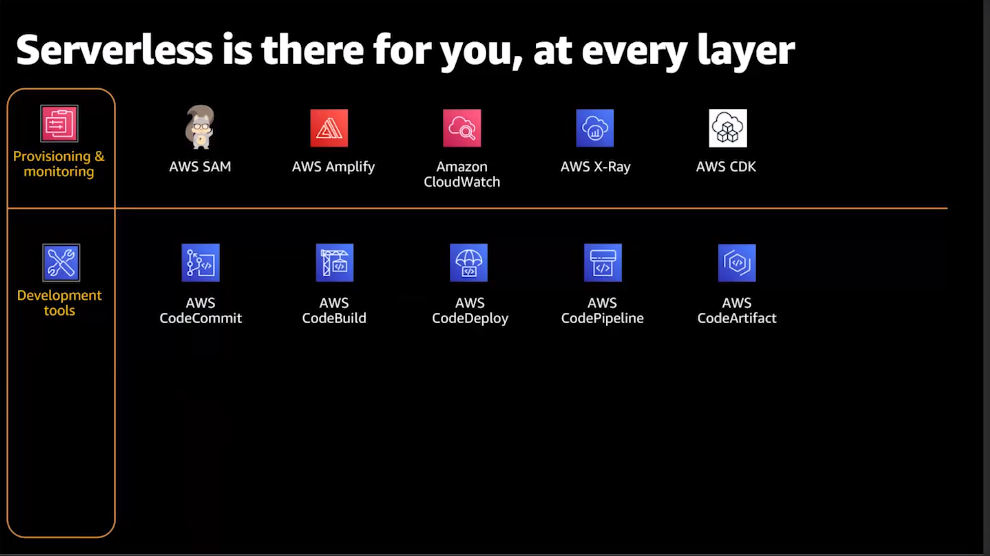 Serverless is there for you, at every layer
Provisioning &
monitoring
AWS SAM
AWS Amplify
Amazon
CloudWatch
AWS X-Ray
AWS CDK
Development
tools
AWS
CodeCommit
AWS
CodeBuild
AWS
CodeDeploy
AWS
CodePipeline
AWS
CodeArtifact